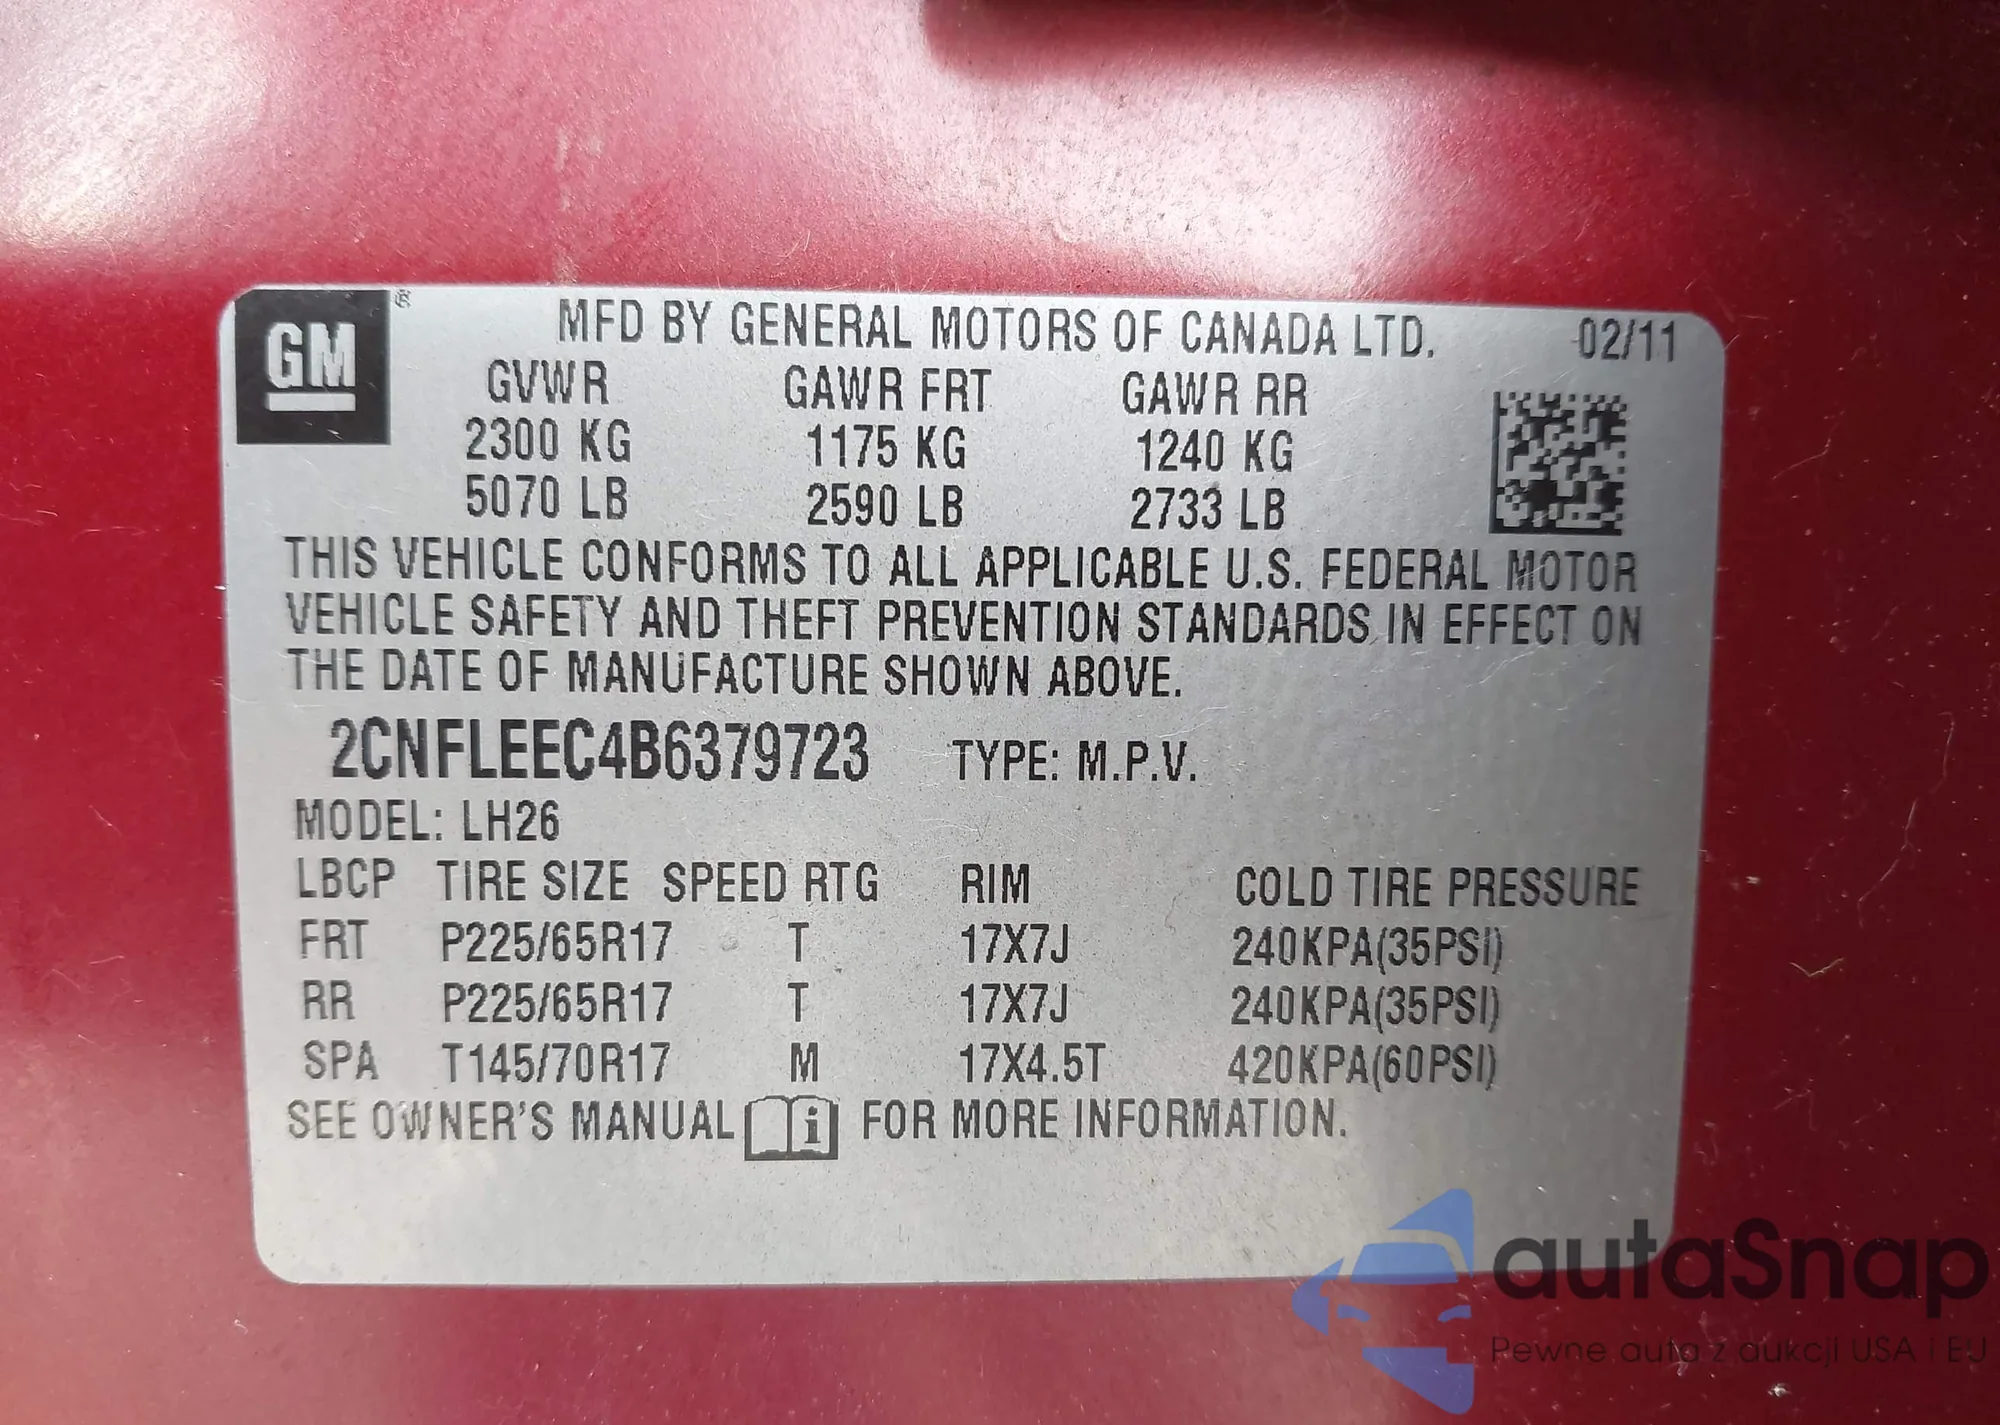 GM ® MFD BY GENERAL MOTORS OF CANADA LTD. 02/11
GVWR GAWR FRT GAWR RR
2300 KG 1175 KG 1240 KG
5070 LB 2590 LB 2733 LB
THIS VEHICLE CONFORMS TO ALL APPLICABLE U.S. FEDERAL MOTOR
VEHICLE SAFETY AND THEFT PREVENTION STANDARDS IN EFFECT ON
THE DATE OF MANUFACTURE SHOWN ABOVE.
2CNFLEEC4B6379723 TYPE: M.P.V.
MODEL: LH26
LBCP TIRE SIZE SPEED RTG RIM COLD TIRE PRESSURE
FRT P225/65R17 T 17X7J 240KPA(35PSI)
RR P225/65R17 T 17X7J 240KPA(35PSI)
SPA T145/70R17 M 17X4.5T 420KPA(60PSI)
SEE OWNER'S MANUAL i FOR MORE INFORMATION.
autaSnap
Pewne auta z aukcji USA i EU